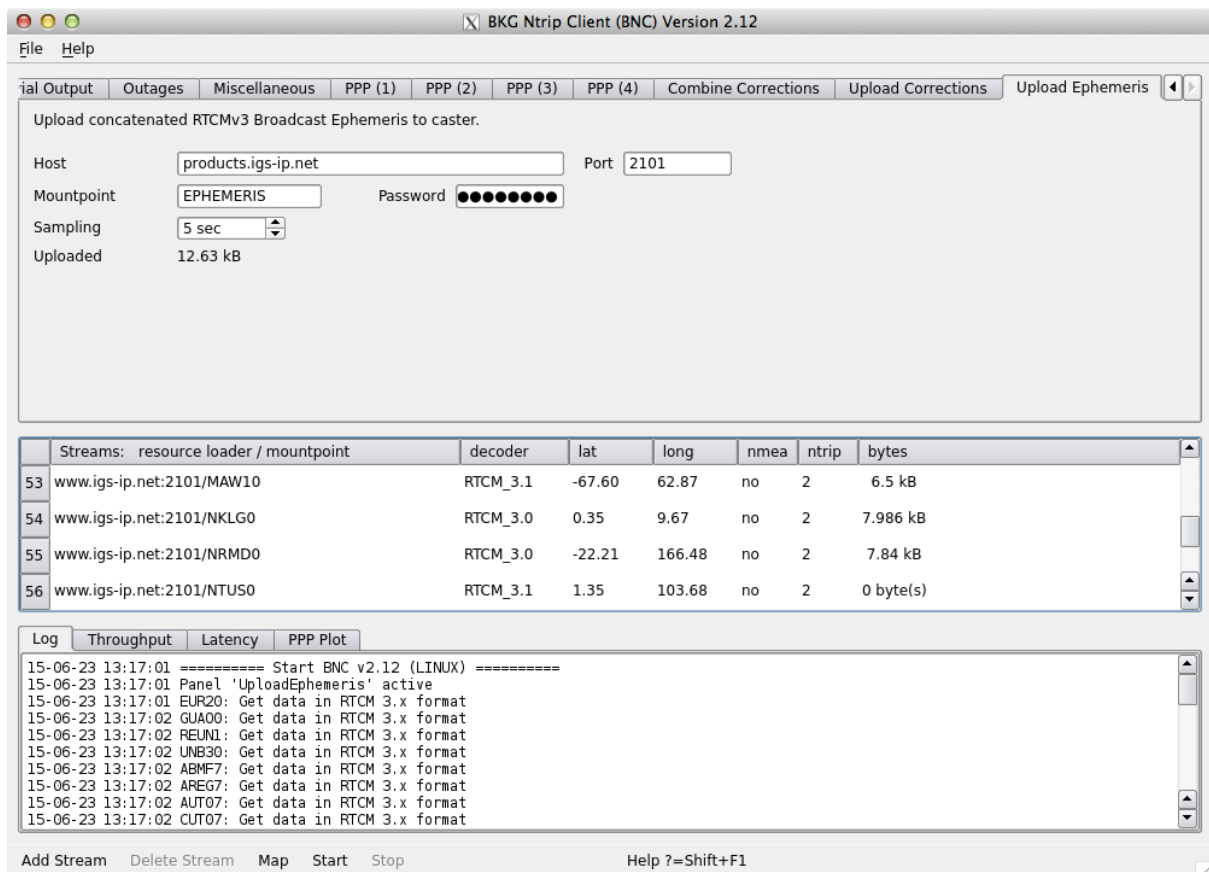 BKG Ntrip Client (BNC) Version 2.12
File Help
rial Output Outages Miscellaneous PPP (1) PPP (2) PPP (3) PPP (4) Combine Corrections Upload Corrections Upload Ephemeris
Upload concatenated RTCMv3 Broadcast Ephemeris to caster.
Host products.igs-ip.net Port 2101
Mountpoint EPHEMERIS Password ●●●●●●●●
Sampling 5 sec
Uploaded 12.63 kB
Streams: resource loader / mountpoint decoder lat long nmea ntrip bytes
53 www.igs-ip.net:2101/MAW10 RTCM_3.1 -67.60 62.87 no 2 6.5 kB
54 www.igs-ip.net:2101/NKLG0 RTCM_3.0 0.35 9.67 no 2 7.986 kB
55 www.igs-ip.net:2101/NRMD0 RTCM_3.0 -22.21 166.48 no 2 7.84 kB
56 www.igs-ip.net:2101/NTUS0 RTCM_3.1 1.35 103.68 no 2 0 byte(s)
Log Throughput Latency PPP Plot
15-06-23 13:17:01 ========== Start BNC v2.12 (LINUX) ==========
15-06-23 13:17:01 Panel 'UploadEphemeris' active
15-06-23 13:17:01 EUR20: Get data in RTCM 3.x format
15-06-23 13:17:02 GUA00: Get data in RTCM 3.x format
15-06-23 13:17:02 REUN1: Get data in RTCM 3.x format
15-06-23 13:17:02 UNB30: Get data in RTCM 3.x format
15-06-23 13:17:02 ABMF7: Get data in RTCM 3.x format
15-06-23 13:17:02 AREG7: Get data in RTCM 3.x format
15-06-23 13:17:02 AUT07: Get data in RTCM 3.x format
15-06-23 13:17:02 CUT07: Get data in RTCM 3.x format
Add Stream Delete Stream Map Start Stop Help ?=Shift+F1